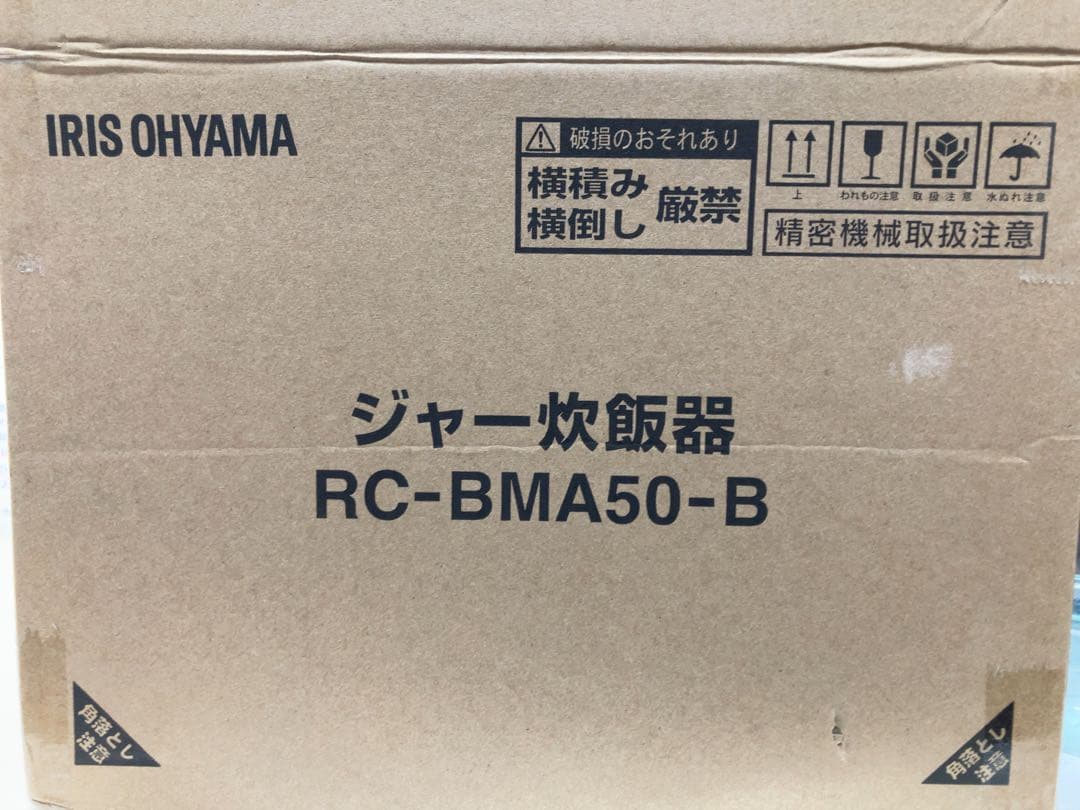 IRIS OHYAMA
破損のおそれあり
横積み
横倒し
厳禁
上
われもの注意
取扱注意
水ぬれ注意
精密機械取扱注意
ジャー炊飯器
RC-BMA50-B
角落とし
注意
角落とし
注意